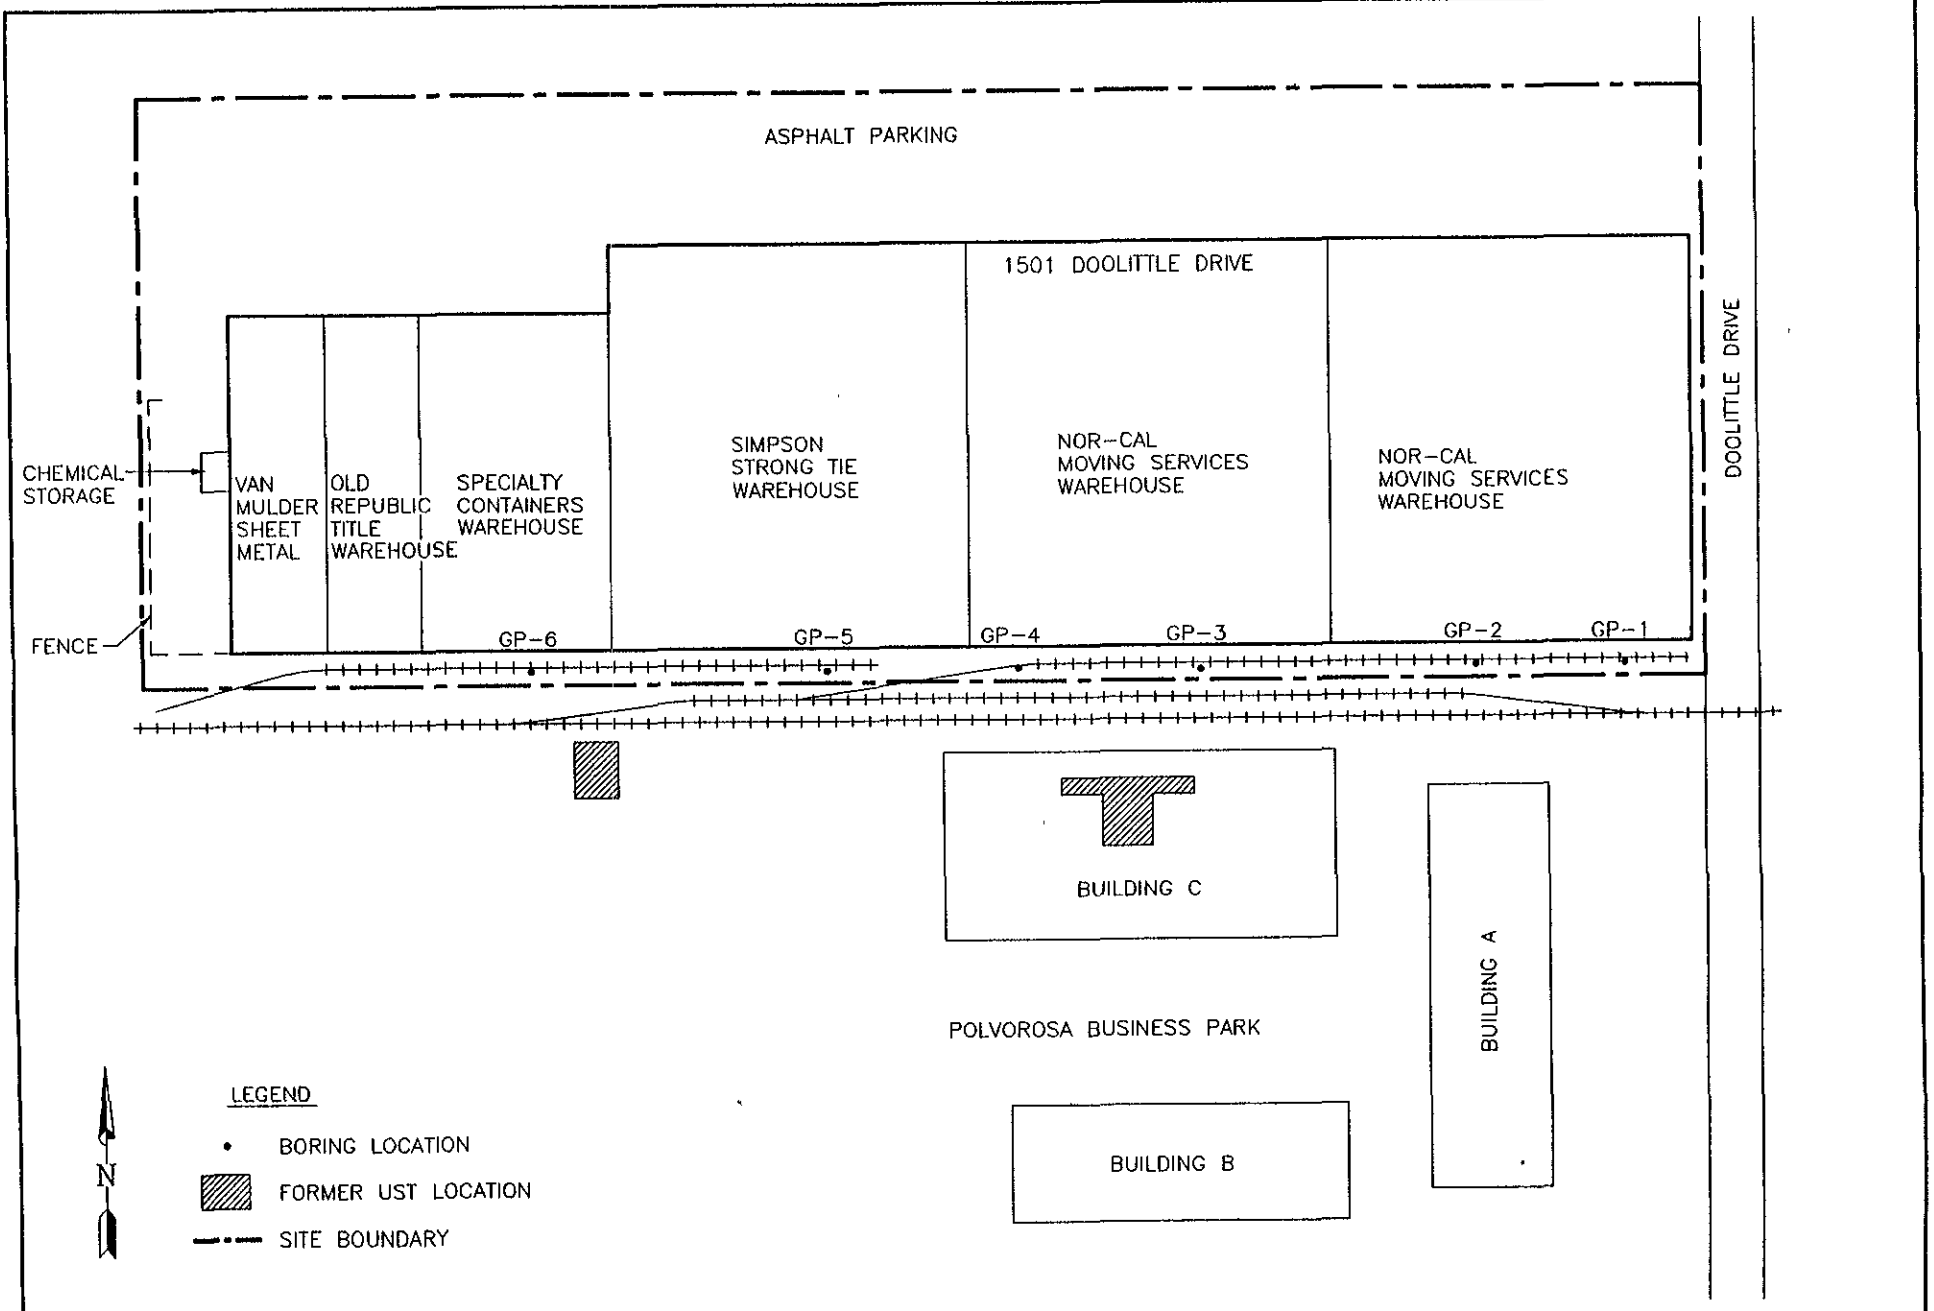 ASPHALT PARKING
1501 DOOLITTLE DRIVE
DOOLITTLE DRIVE
CHEMICAL
STORAGE
VAN
MULDER
SHEET
METAL
OLD
REPUBLIC
TITLE
WAREHOUSE
SPECIALTY
CONTAINERS
WAREHOUSE
SIMPSON
STRONG TIE
WAREHOUSE
NOR-CAL
MOVING SERVICES
WAREHOUSE
NOR-CAL
MOVING SERVICES
WAREHOUSE
FENCE
GP-6
GP-5
GP-4
GP-3
GP-2
GP-1
BUILDING C
BUILDING A
POLVOROSA BUSINESS PARK
BUILDING B
N
LEGEND
BORING LOCATION
FORMER UST LOCATION
SITE BOUNDARY